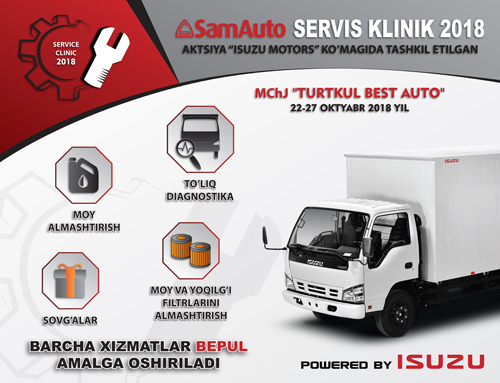 SERVICE
CLINIC
2018
SamAuto SERVIS KLINIK 2018
AKTSIYA “ISUZU MOTORS” KO’MAGIDA TASHKIL ETILGAN
MChJ "TURTKUL BEST AUTO"
22-27 OKTYABR 2018 YIL
MOY
ALMASHTIRISH
TO’LIQ
DIAGNOSTIKA
SOVG’ALAR
MOY VA YOQILG’I
FILTRLARINI
ALMASHTIRISH
ISUZU
ISUZU
BARCHA XIZMATLAR BEPUL
AMALGA OSHIRILADI
POWERED BY ISUZU